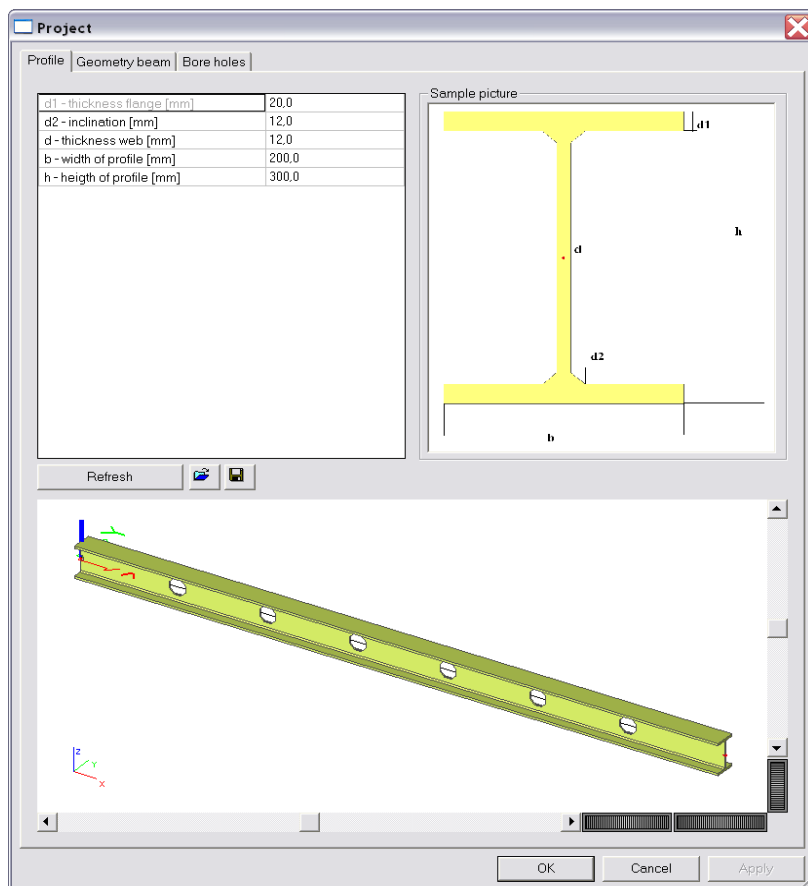 Project
Profile Geometry beam Bore holes
d1 - thickness flange [mm] 20,0
d2 - inclination [mm] 12,0
d - thickness web [mm] 12,0
b - width of profile [mm] 200,0
h - heigth of profile [mm] 300,0
Sample picture
d1
h
d
d2
b
Refresh
z
Y
x
OK Cancel Apply